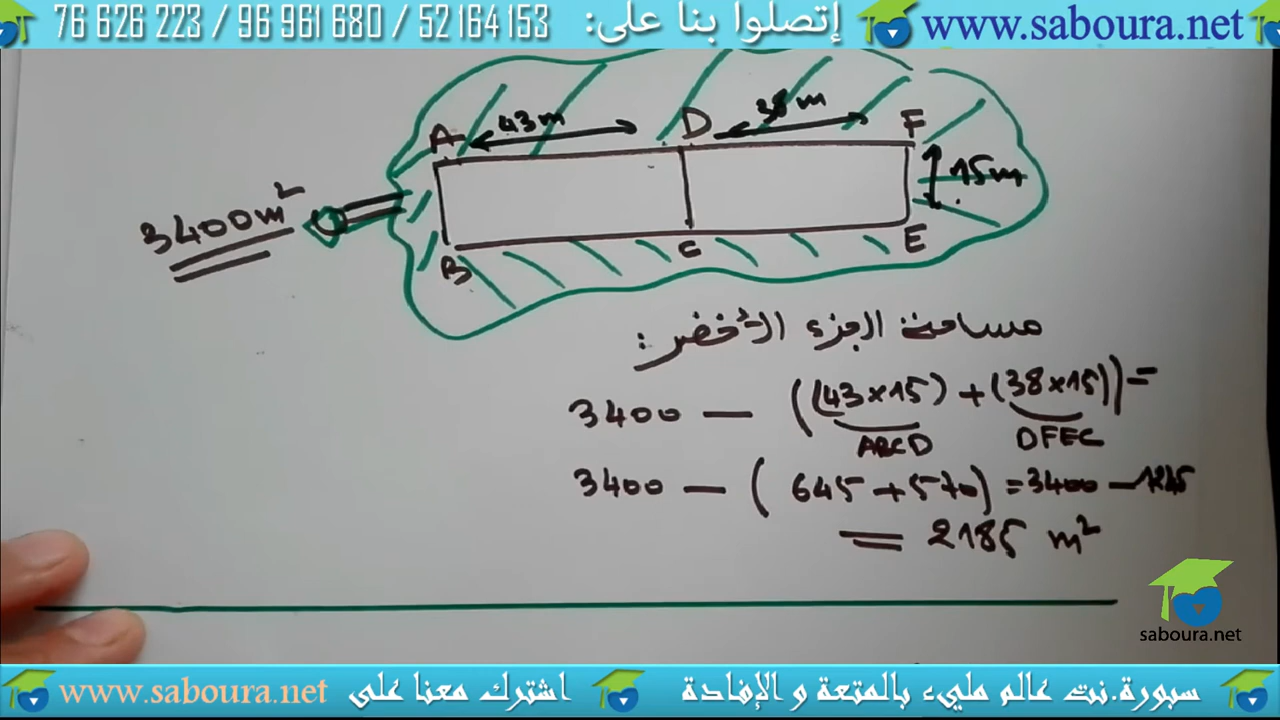 76 626 223 / 96 961 680 / 52 164 153 إتصلوا بنا على: www.saboura.net
43m
38m
A D F
15m
3400m²
B C E
مساحة الجزء الأخضر:
3400 — ((43×15) + (38×15)) =
ABCD DFEC
3400 — (645 + 570) = 3400 — 1215
= 2185 m²
saboura.net
سبورة.نت عالم مليء بالمتعة و الإفادة اشترك معنا على www.saboura.net